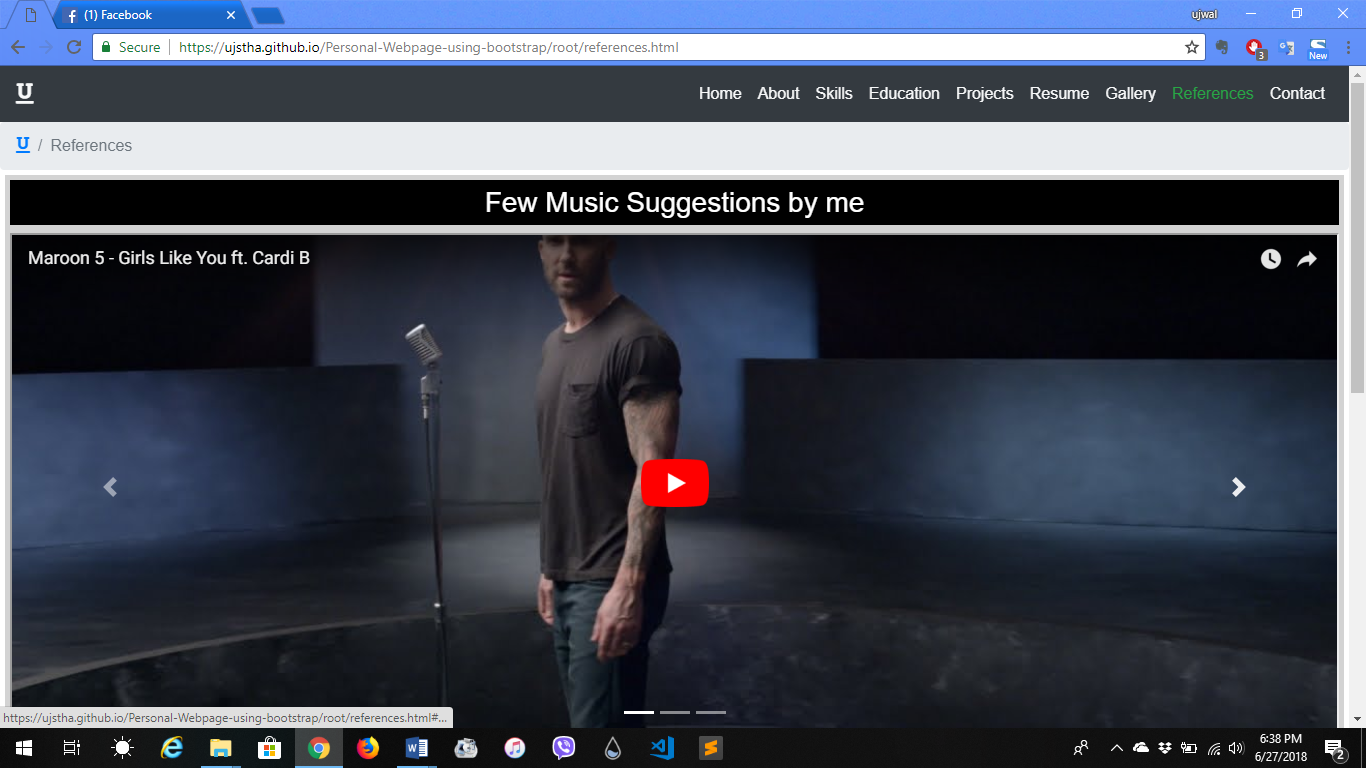 (1) Facebook
ujwal
Secure
https://ujstha.github.io/Personal-Webpage-using-bootstrap/root/references.html
3
New
U
Home About Skills Education Projects Resume Gallery References Contact
U / References
Few Music Suggestions by me
Maroon 5 - Girls Like You ft. Cardi B
https://ujstha.github.io/Personal-Webpage-using-bootstrap/root/references.html#...
6:38 PM
6/27/2018
2